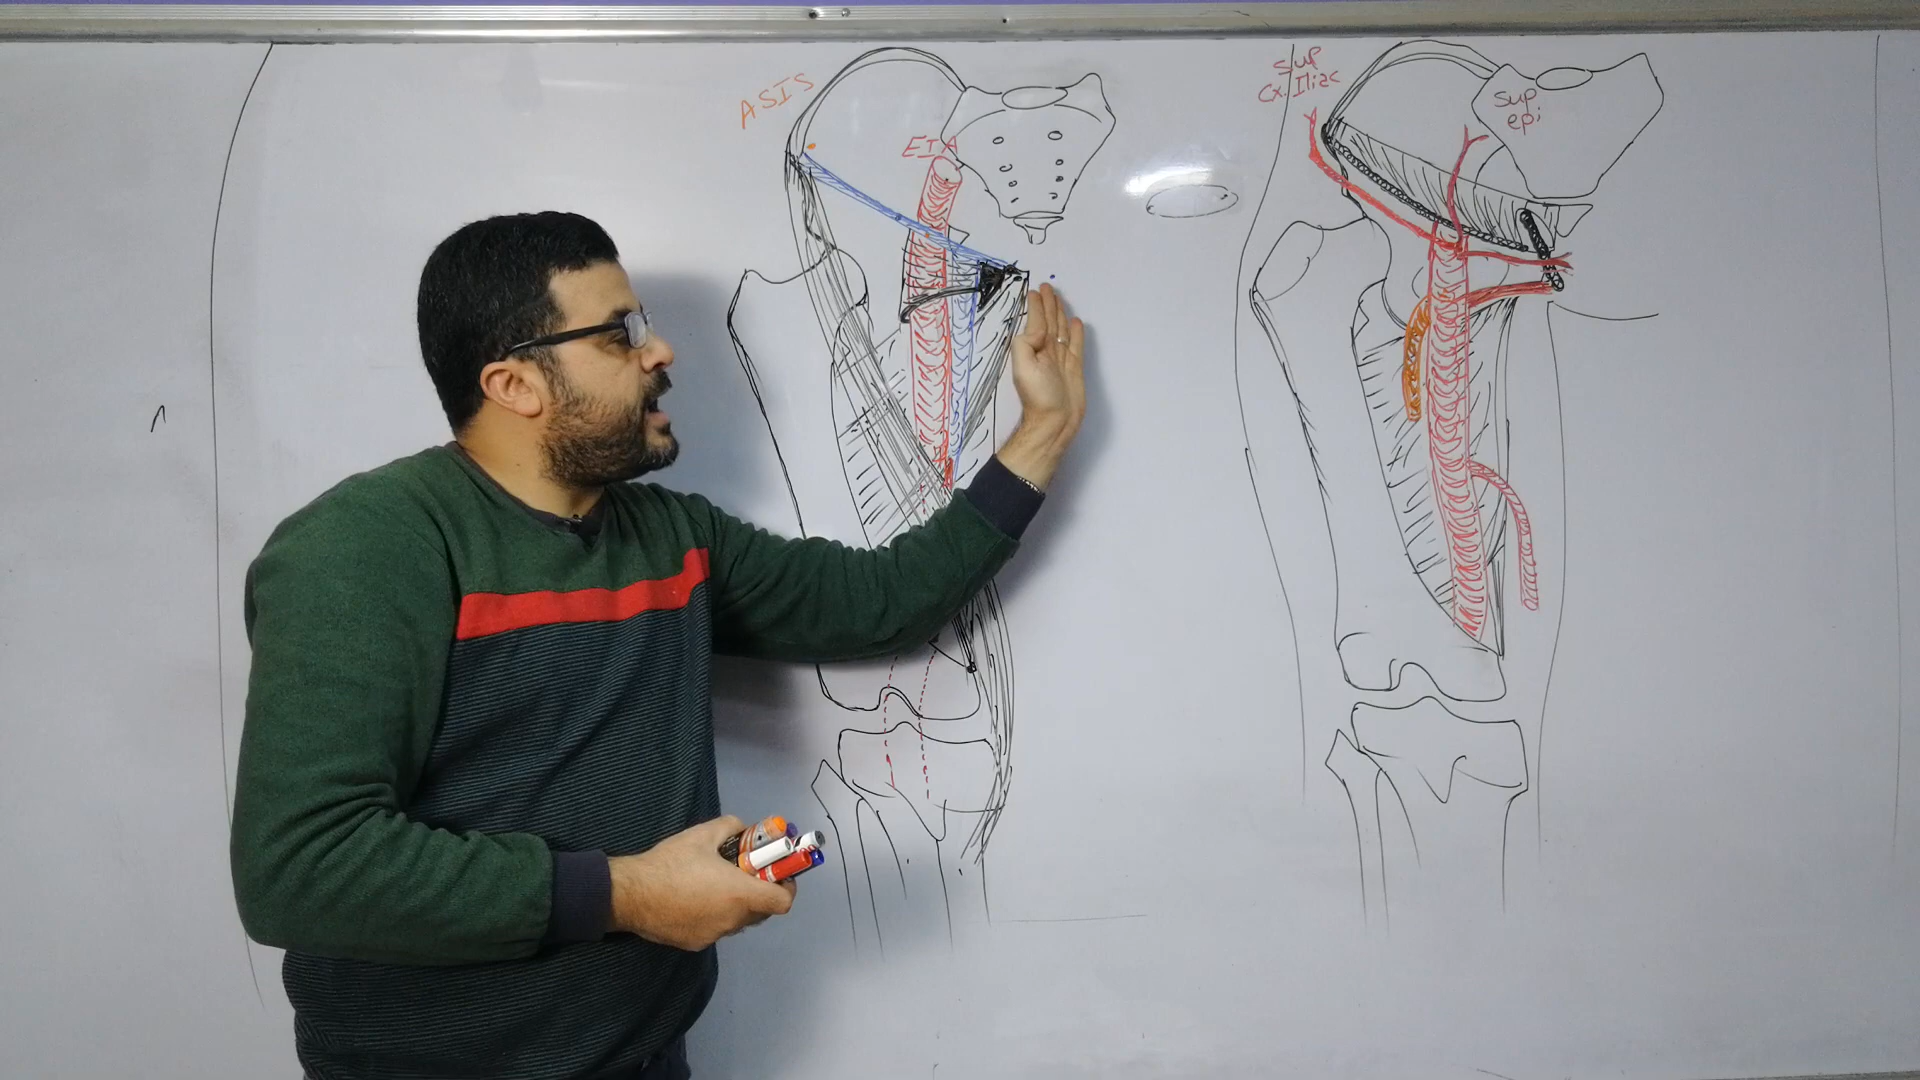 ASIS
EIA
Sup
Cx. Iliac
Sup
epi